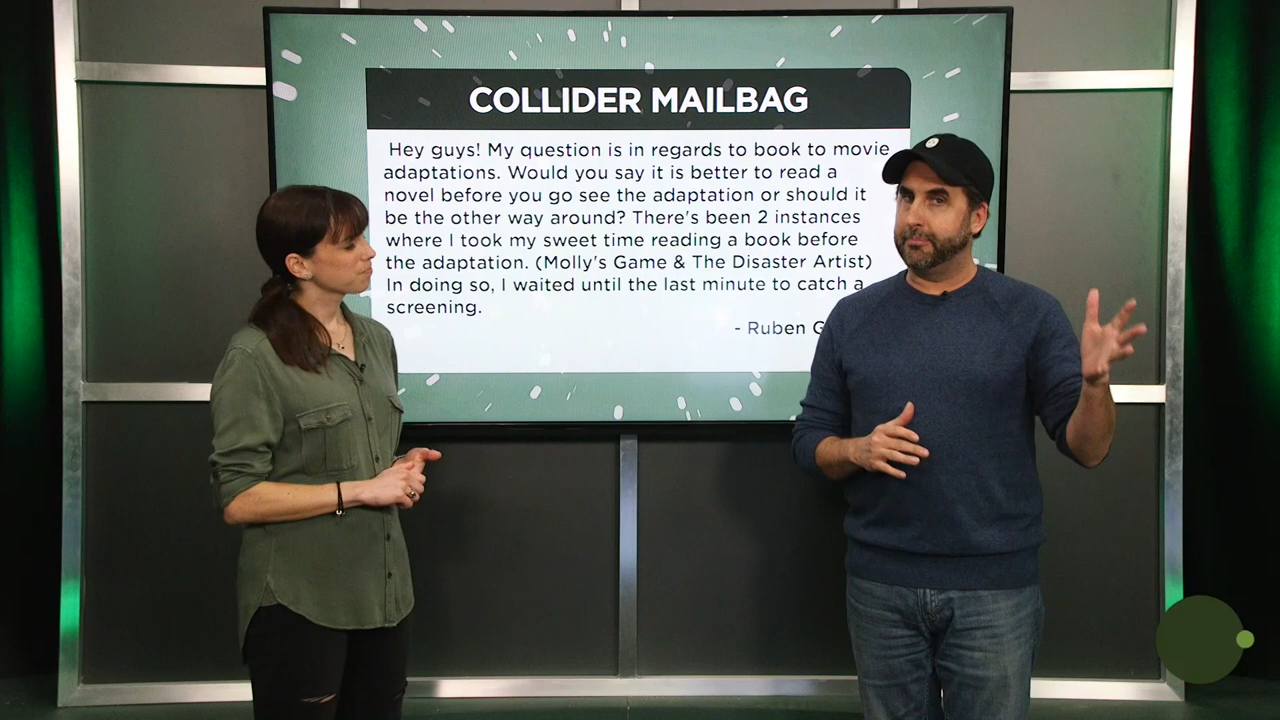 COLLIDER MAILBAG
Hey guys! My question is in regards to book to movie
adaptations. Would you say it is better to read a
novel before you go see the adaptation or should it
be the other way around? There's been 2 instances
where I took my sweet time reading a book before
the adaptation. (Molly's Game & The Disaster Artist)
In doing so, I waited until the last minute to catch a
screening.
- Ruben